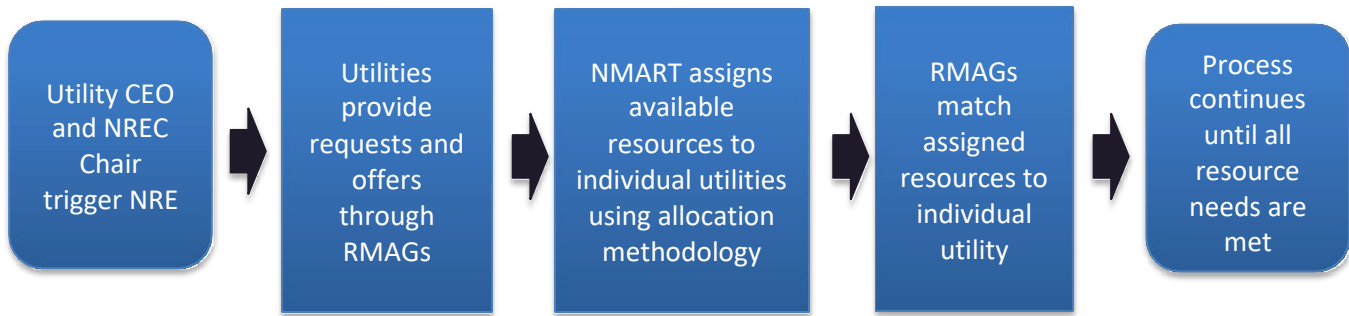 Utility CEO
and NREC
Chair
trigger NRE
Utilities
provide
requests and
offers
through
RMAGs
NMART assigns
available
resources to
individual utilities
using allocation
methodology
RMAGs
match
assigned
resources to
individual
utility
Process
continues
until all
resource
needs are
met